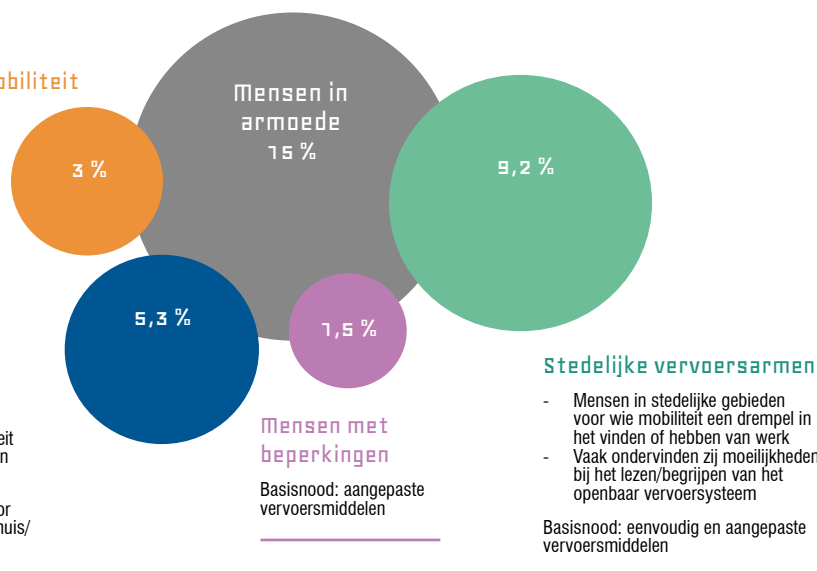 obiliteit
Mensen in
armoede
15 %
3 %
9,2 %
5,3 %
1,5 %
Stedelijke vervoersarmen
- Mensen in stedelijke gebieden
voor wie mobiliteit een drempel in
het vinden of hebben van werk
- Vaak ondervinden zij moeilijkheden
bij het lezen/begrijpen van het
openbaar vervoersysteem
Basisnood: eenvoudig en aangepaste
vervoersmiddelen
Mensen met
beperkingen
Basisnood: aangepaste
vervoersmiddelen
eit
n
or
huis/